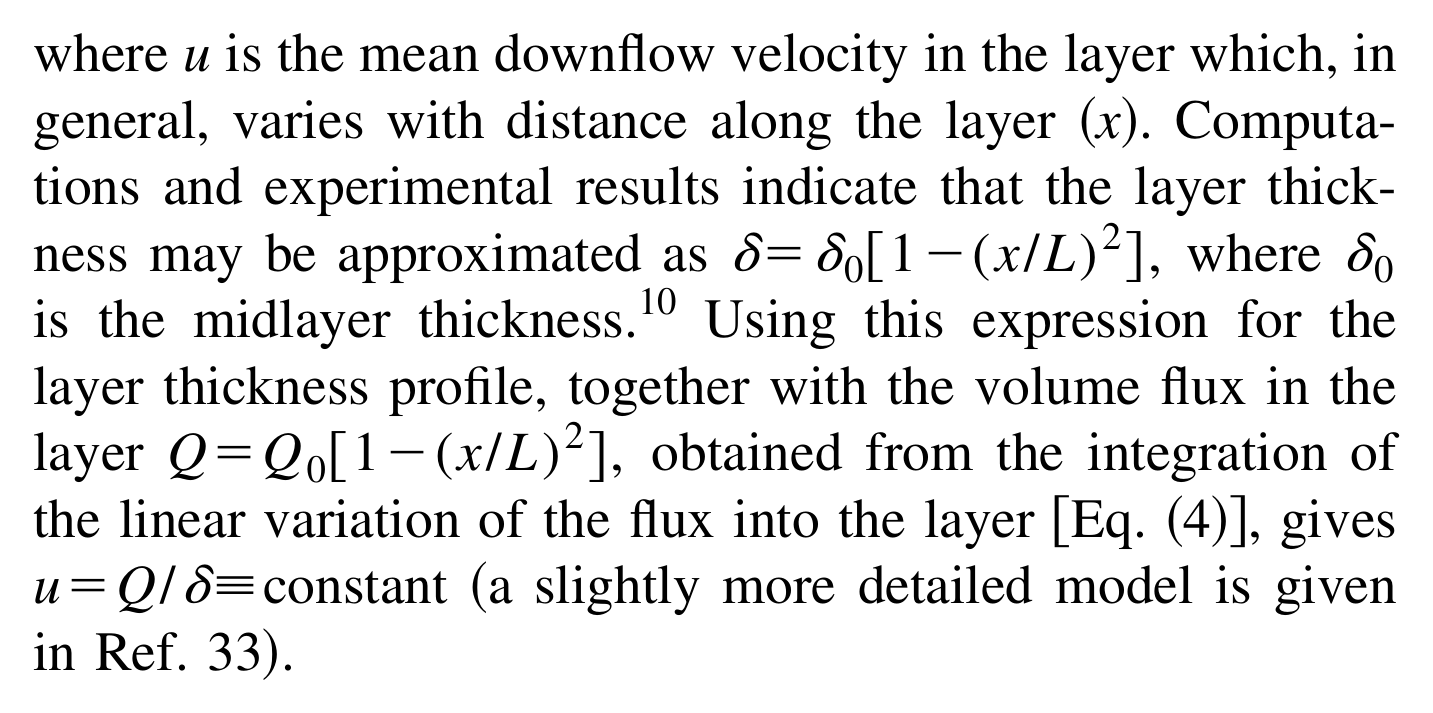 where u is the mean downflow velocity in the layer which, in
general, varies with distance along the layer (x). Computa-
tions and experimental results indicate that the layer thick-
ness may be approximated as δ= δ₀[1−(x/L)²], where δ₀
is the midlayer thickness.¹⁰ Using this expression for the
layer thickness profile, together with the volume flux in the
layer Q=Q₀[1−(x/L)²], obtained from the integration of
the linear variation of the flux into the layer [Eq. (4)], gives
u=Q/δ≡constant (a slightly more detailed model is given
in Ref. 33).